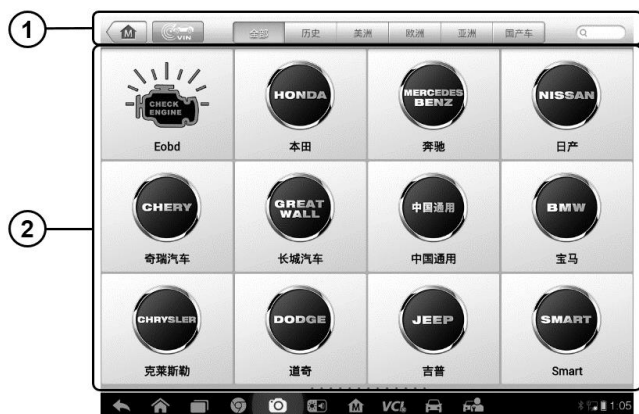 1
VIN
全部 历史 美洲 欧洲 亚洲 国产车
2
CHECK
ENGINE
HONDA
MERCEDES
BENZ
NISSAN
Eobd 本田 奔驰 日产
CHERY
GREAT
WALL
中国通用
BMW
奇瑞汽车 长城汽车 中国通用 宝马
CHRYSLER
DODGE
JEEP
SMART
克莱斯勒 道奇 吉普 Smart
M VCI 1:05